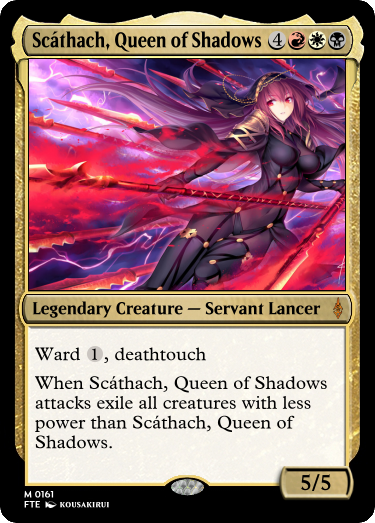 Scáthach, Queen of Shadows 4
Legendary Creature — Servant Lancer
Ward 1, deathtouch
When Scáthach, Queen of Shadows
attacks exile all creatures with less
power than Scáthach, Queen of
Shadows.
5/5
M 0161
FTE KOUSAKIRUI